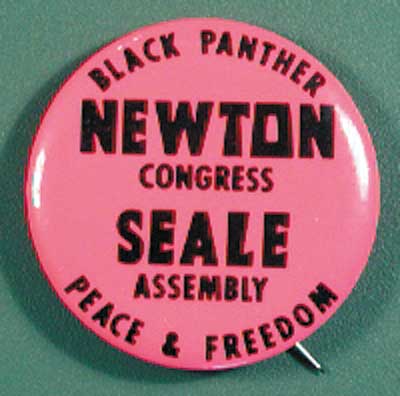 BLACK PANTHER
NEWTON
CONGRESS
SEALE
ASSEMBLY
PEACE & FREEDOM